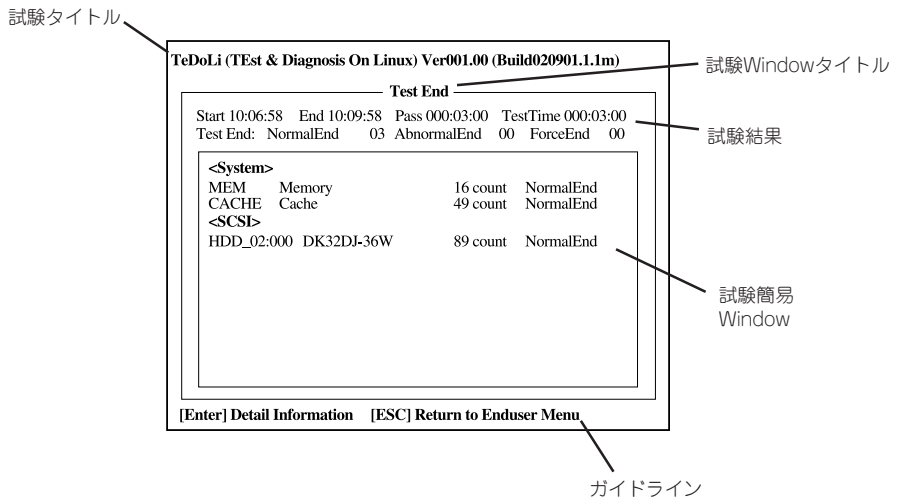 試験タイトル
TeDoLi (TEst & Diagnosis On Linux) Ver001.00 (Build020901.1.1m)
試験Windowタイトル
Test End
Start 10:06:58 End 10:09:58 Pass 000:03:00 TestTime 000:03:00
Test End: NormalEnd 03 AbnormalEnd 00 ForceEnd 00
試験結果
<System>
MEM Memory 16 count NormalEnd
CACHE Cache 49 count NormalEnd
<SCSI>
HDD_02:000 DK32DJ-36W 89 count NormalEnd
試験簡易
Window
[Enter] Detail Information [ESC] Return to Enduser Menu
ガイドライン